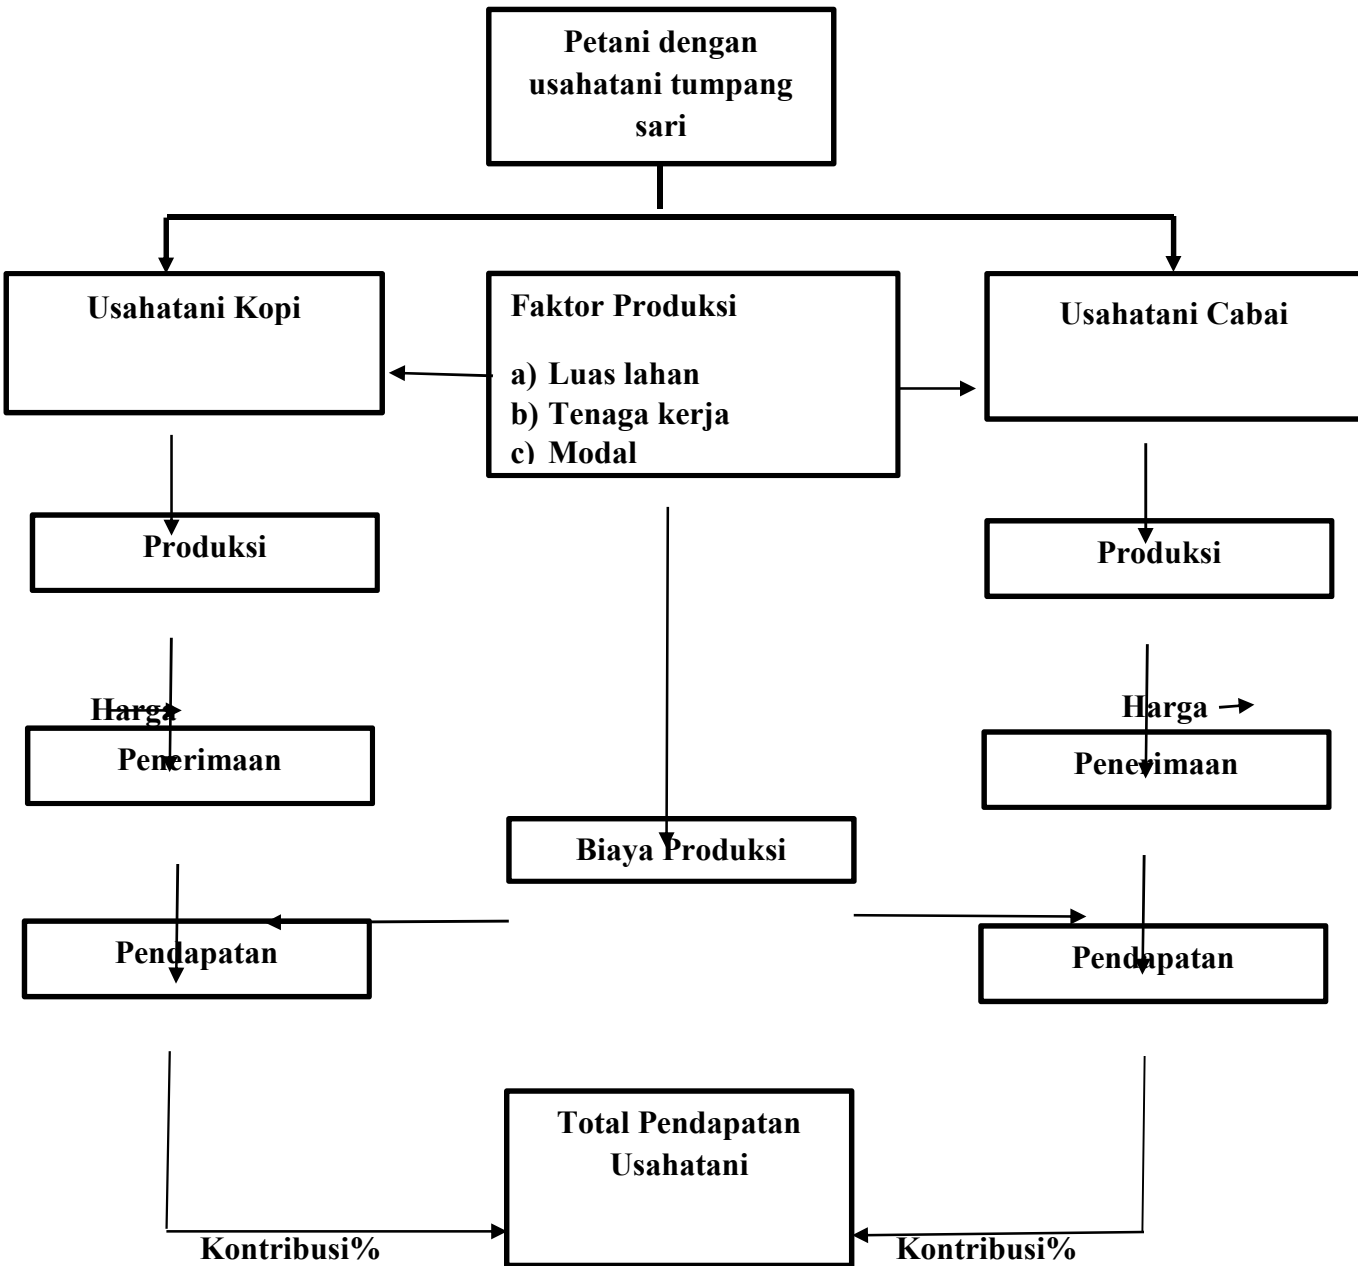 Petani dengan
usahatani tumpang
sari
Usahatani Kopi
Faktor Produksi
a) Luas lahan
b) Tenaga kerja
c) Modal
Usahatani Cabai
Produksi
Produksi
Harga
Harga
Penerimaan
Penerimaan
Biaya Produksi
Pendapatan
Pendapatan
Total Pendapatan
Usahatani
Kontribusi%
Kontribusi%